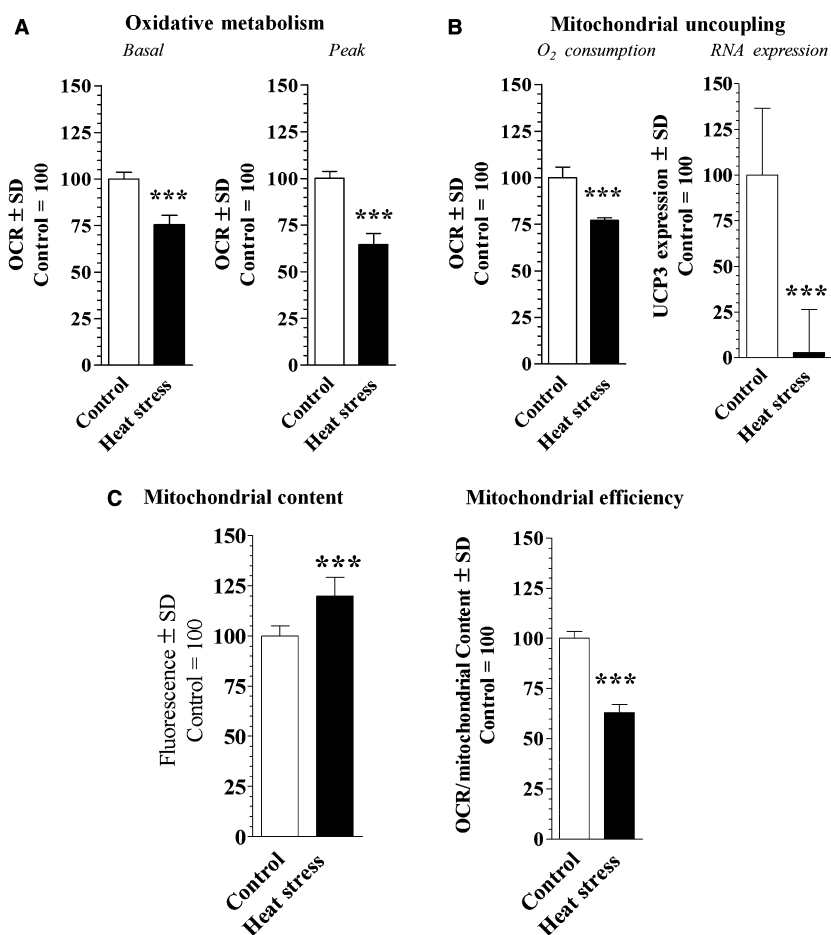 A
Oxidative metabolism
Basal
Peak
OCR ± SD
Control = 100
150
125
100
75
50
25
0
***
Control
Heat stress
OCR ± SD
Control = 100
150
125
100
75
50
25
0
***
Control
Heat stress
B
Mitochondrial uncoupling
O₂ consumption
RNA expression
OCR ± SD
Control = 100
150
125
100
75
50
25
0
***
Control
Heat stress
UCP3 expression ± SD
Control = 100
150
125
100
75
50
25
0
***
Control
Heat stress
C
Mitochondrial content
Fluorescence ± SD
Control = 100
150
125
100
75
50
25
0
***
Control
Heat stress
Mitochondrial efficiency
OCR/mitochondrial Content ± SD
Control = 100
150
125
100
75
50
25
0
***
Control
Heat stress